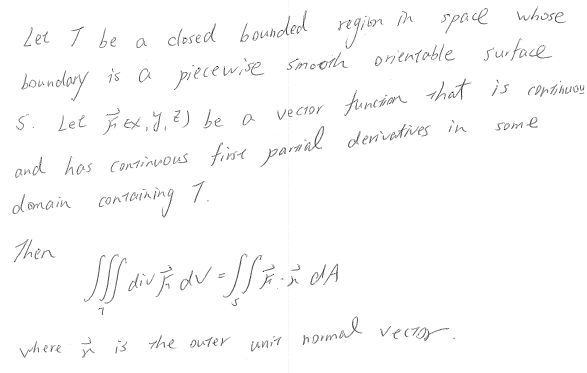 Let T be a closed bounded region in space whose
boundary is a piecewise smooth orientable surface
S. Let F⃗(x, y, z) be a vector function that is continuous
and has continuous first partial derivatives in some
domain containing T.
Then
∭_T div F⃗ dV = ∬_S F⃗ · n⃗ dA
where n⃗ is the outer unit normal vector.